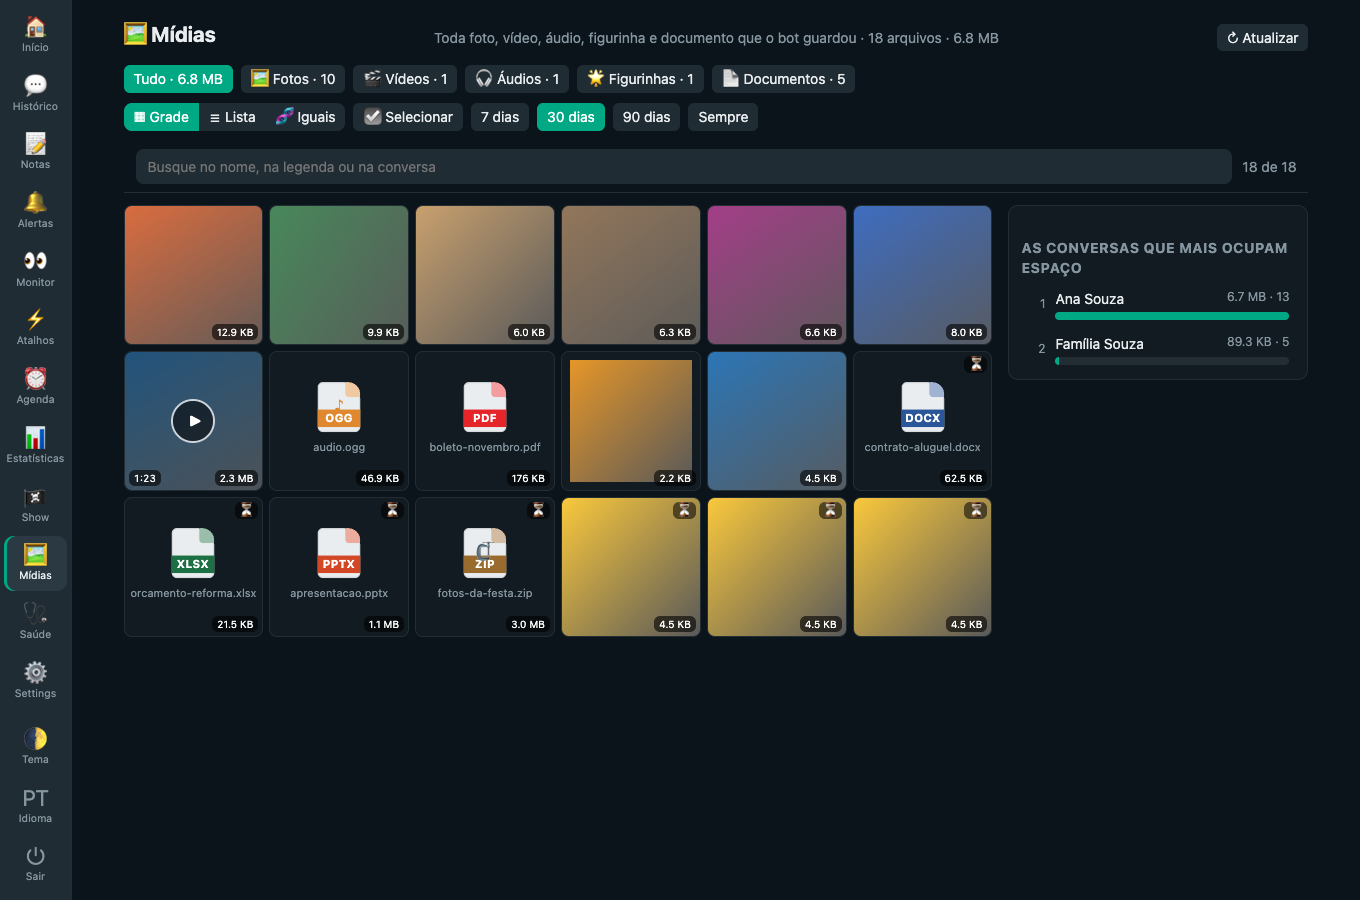 Início
Histórico
Notas
Alertas
Monitor
Atalhos
Agenda
Estatísticas
Show
Mídias
Saúde
Settings
Tema
PT
Idioma
Sair
Mídias
Toda foto, vídeo, áudio, figurinha e documento que o bot guardou · 18 arquivos · 6.8 MB
Atualizar
Tudo · 6.8 MB
Fotos · 10
Vídeos · 1
Áudios · 1
Figurinhas · 1
Documentos · 5
Grade
Lista
Iguais
Selecionar
7 dias
30 dias
90 dias
Sempre
Busque no nome, na legenda ou na conversa
18 de 18
12.9 KB
9.9 KB
6.0 KB
6.3 KB
6.6 KB
8.0 KB
1:23
2.3 MB
OGG
audio.ogg
46.9 KB
PDF
boleto-novembro.pdf
176 KB
2.2 KB
4.5 KB
DOCX
contrato-aluguel.docx
62.5 KB
XLSX
orcamento-reforma.xlsx
21.5 KB
PPTX
apresentacao.pptx
1.1 MB
ZIP
fotos-da-festa.zip
3.0 MB
4.5 KB
4.5 KB
4.5 KB
AS CONVERSAS QUE MAIS OCUPAM
ESPAÇO
1 Ana Souza 6.7 MB · 13
2 Família Souza 89.3 KB · 5